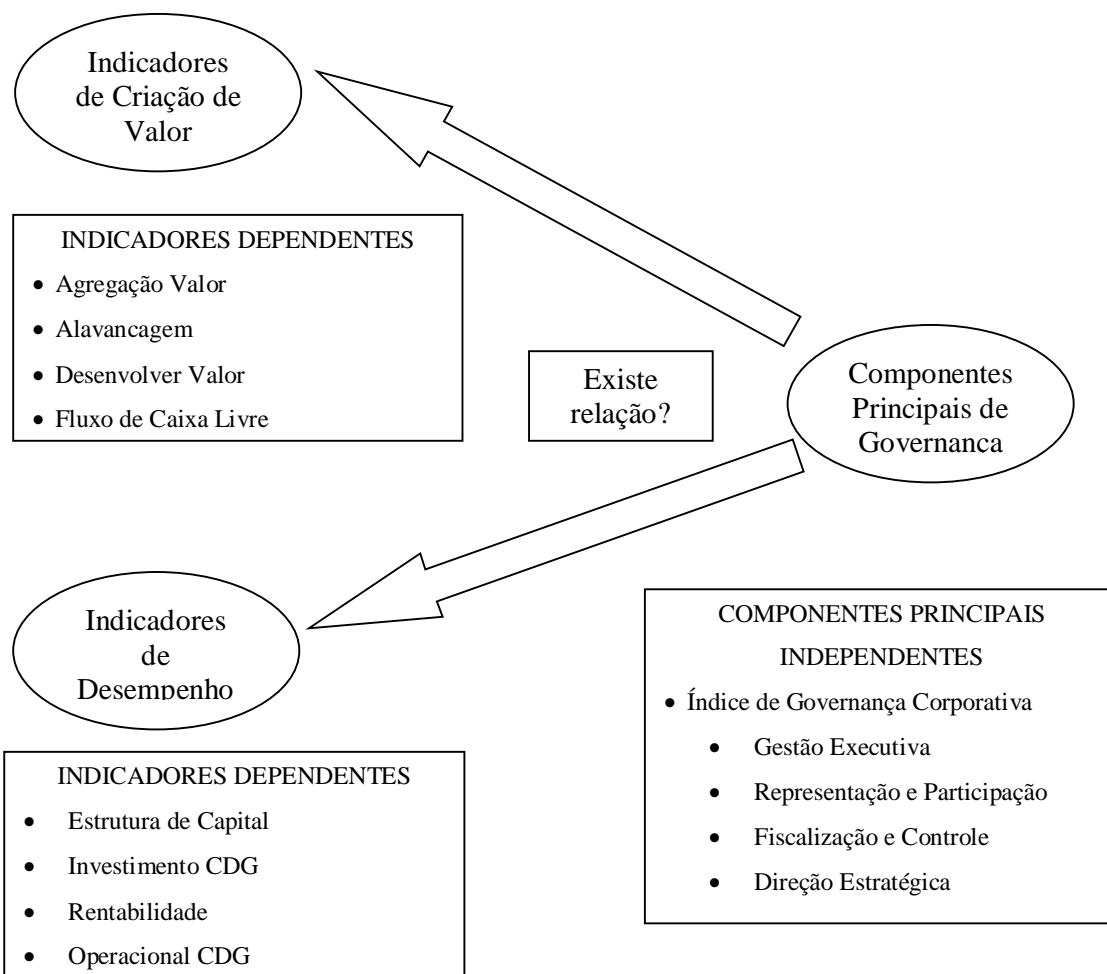 Indicadores
de Criação de
Valor
INDICADORES DEPENDENTES
• Agregação Valor
• Alavancagem
• Desenvolver Valor
• Fluxo de Caixa Livre
Existe
relação?
Componentes
Principais de
Governança
Indicadores
de
Desempenho
INDICADORES DEPENDENTES
• Estrutura de Capital
• Investimento CDG
• Rentabilidade
• Operacional CDG
COMPONENTES PRINCIPAIS
INDEPENDENTES
• Índice de Governança Corporativa
• Gestão Executiva
• Representação e Participação
• Fiscalização e Controle
• Direção Estratégica